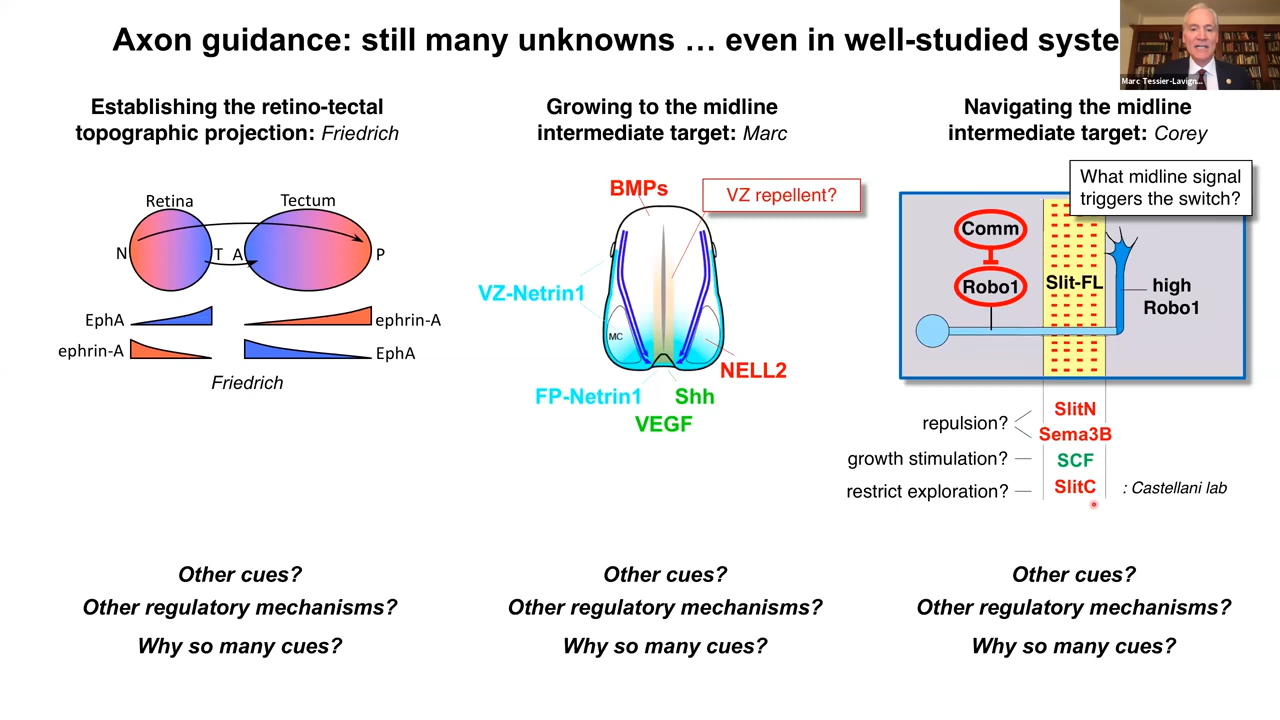 Axon guidance: still many unknowns … even in well-studied syste
Marc Tessier-Lavign...
Establishing the retino-tectal
topographic projection: Friedrich
Retina
Tectum
N
T
A
P
EphA
ephrin-A
ephrin-A
EphA
Friedrich
Growing to the midline
intermediate target: Marc
BMPs
VZ repellent?
VZ-Netrin1
MC
NELL2
FP-Netrin1
Shh
VEGF
Navigating the midline
intermediate target: Corey
What midline signal
triggers the switch?
Comm
Robo1
Slit-FL
high
Robo1
repulsion?
SlitN
Sema3B
growth stimulation?
SCF
restrict exploration?
SlitC
: Castellani lab
Other cues?
Other regulatory mechanisms?
Why so many cues?
Other cues?
Other regulatory mechanisms?
Why so many cues?
Other cues?
Other regulatory mechanisms?
Why so many cues?